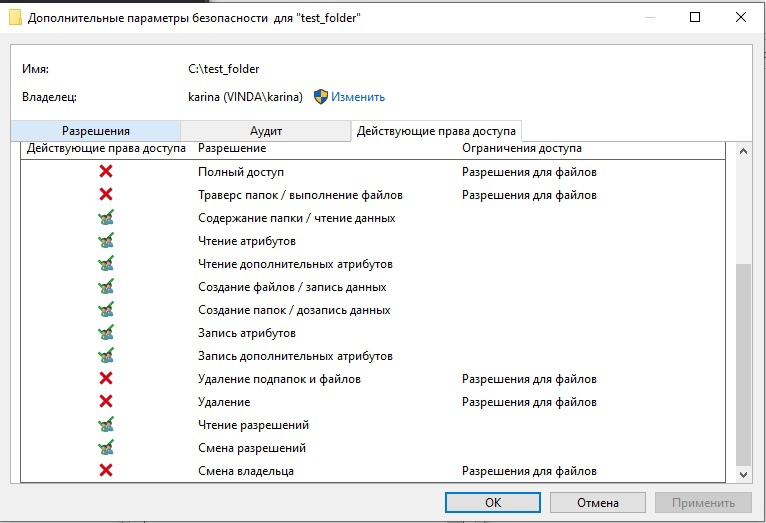 Дополнительные параметры безопасности для "test_folder"
Имя: C:\test_folder
Владелец: karina (VINDA\karina) Изменить
Разрешения Аудит Действующие права доступа
Действующие права доступа Разрешение Ограничения доступа
Полный доступ Разрешения для файлов
Траверс папок / выполнение файлов Разрешения для файлов
Содержание папки / чтение данных
Чтение атрибутов
Чтение дополнительных атрибутов
Создание файлов / запись данных
Создание папок / дозапись данных
Запись атрибутов
Запись дополнительных атрибутов
Удаление подпапок и файлов Разрешения для файлов
Удаление Разрешения для файлов
Чтение разрешений
Смена разрешений
Смена владельца Разрешения для файлов
ОК Отмена Применить